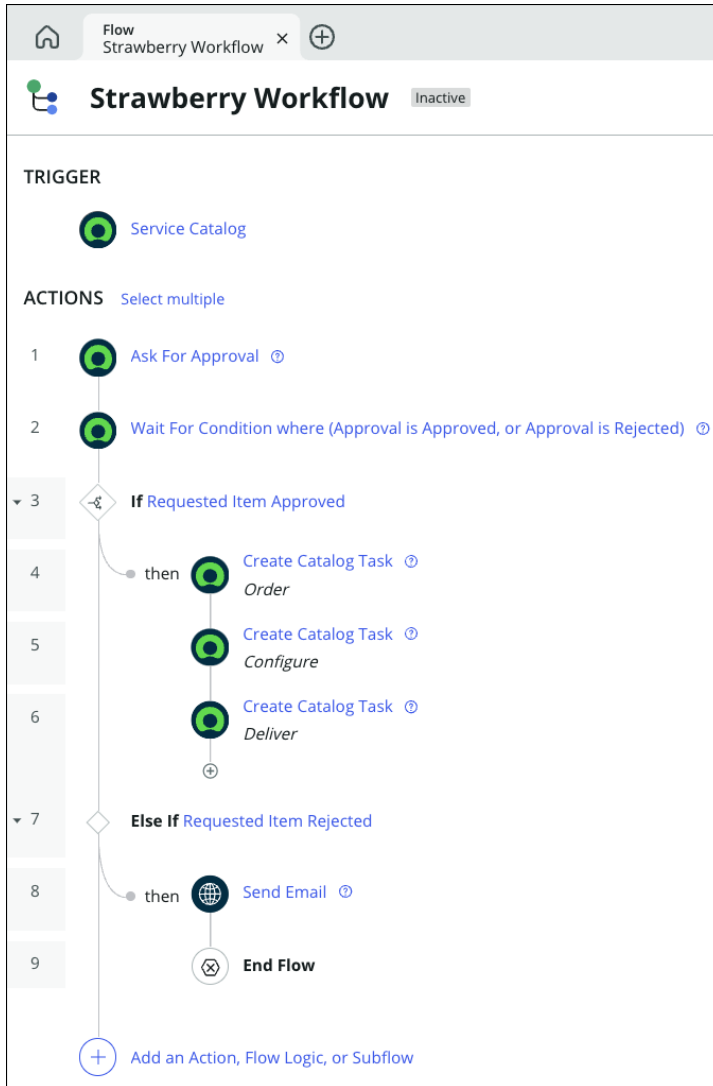 Flow
Strawberry Workflow
Strawberry Workflow Inactive
TRIGGER
Service Catalog
ACTIONS Select multiple
1 Ask For Approval
2 Wait For Condition where (Approval is Approved, or Approval is Rejected)
3 If Requested Item Approved
4 then Create Catalog Task
Order
5 Create Catalog Task
Configure
6 Create Catalog Task
Deliver
7 Else If Requested Item Rejected
8 then Send Email
9 End Flow
Add an Action, Flow Logic, or Subflow